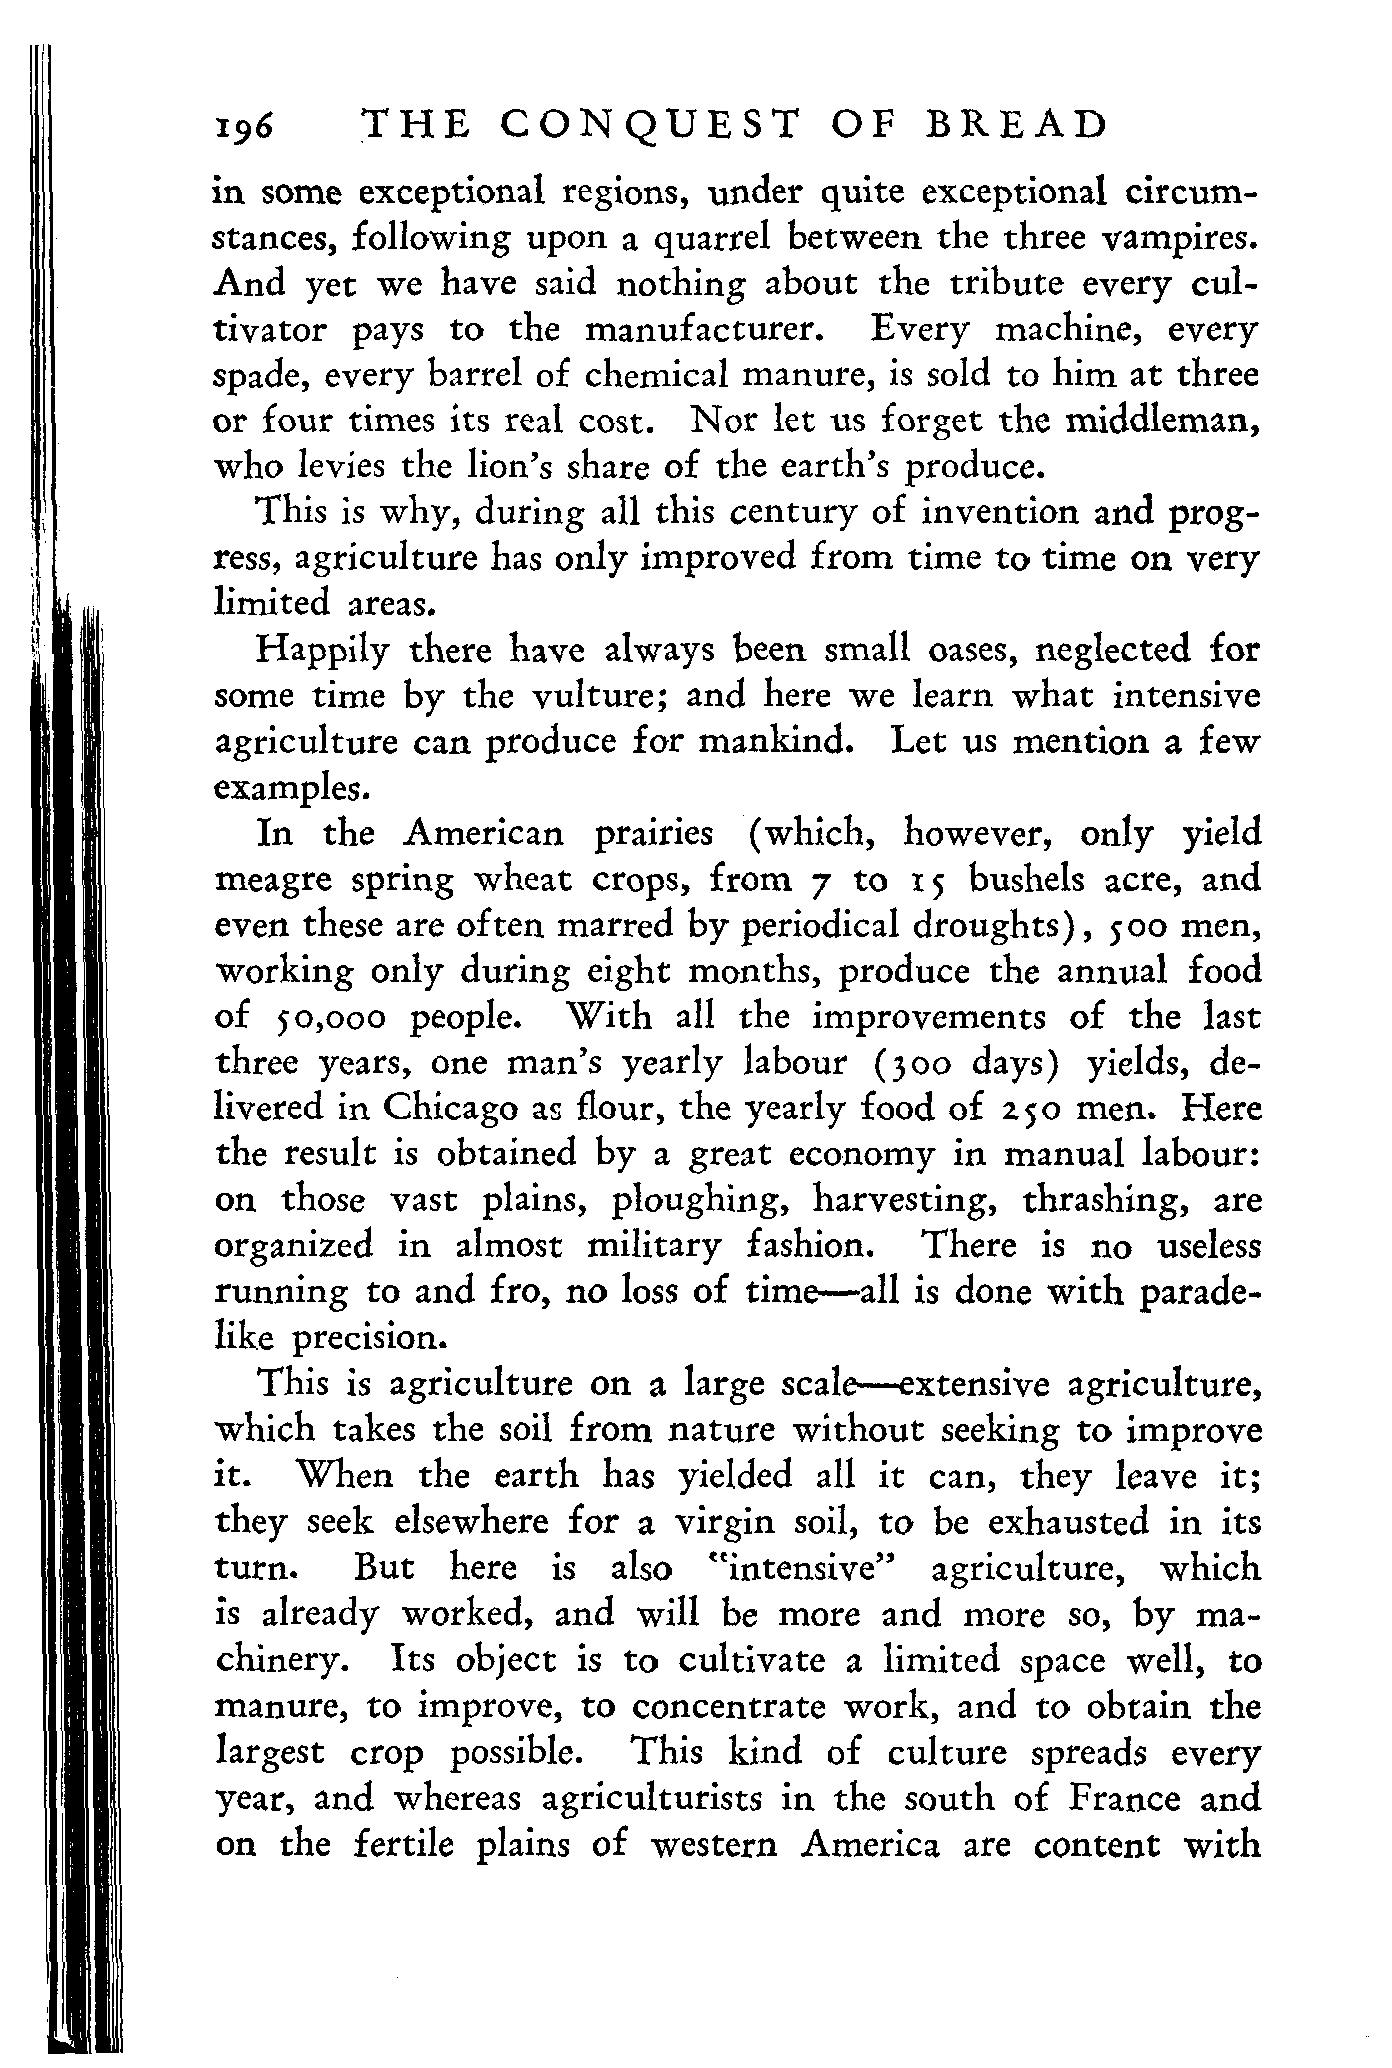 196 THE CONQUEST OF BREAD
in some exceptional regions, under quite exceptional circum-
stances, following upon a quarrel between the three vampires.
And yet we have said nothing about the tribute every cul-
tivator pays to the manufacturer. Every machine, every
spade, every barrel of chemical manure, is sold to him at three
or four times its real cost. Nor let us forget the middleman,
who levies the lion's share of the earth's produce.
This is why, during all this century of invention and prog-
ress, agriculture has only improved from time to time on very
limited areas.
Happily there have always been small oases, neglected for
some time by the vulture; and here we learn what intensive
agriculture can produce for mankind. Let us mention a few
examples.
In the American prairies (which, however, only yield
meagre spring wheat crops, from 7 to 15 bushels acre, and
even these are often marred by periodical droughts), 500 men,
working only during eight months, produce the annual food
of 50,000 people. With all the improvements of the last
three years, one man's yearly labour (300 days) yields, de-
livered in Chicago as flour, the yearly food of 250 men. Here
the result is obtained by a great economy in manual labour:
on those vast plains, ploughing, harvesting, thrashing, are
organized in almost military fashion. There is no useless
running to and fro, no loss of time—all is done with parade-
like precision.
This is agriculture on a large scale—extensive agriculture,
which takes the soil from nature without seeking to improve
it. When the earth has yielded all it can, they leave it;
they seek elsewhere for a virgin soil, to be exhausted in its
turn. But here is also "intensive" agriculture, which
is already worked, and will be more and more so, by ma-
chinery. Its object is to cultivate a limited space well, to
manure, to improve, to concentrate work, and to obtain the
largest crop possible. This kind of culture spreads every
year, and whereas agriculturists in the south of France and
on the fertile plains of western America are content with